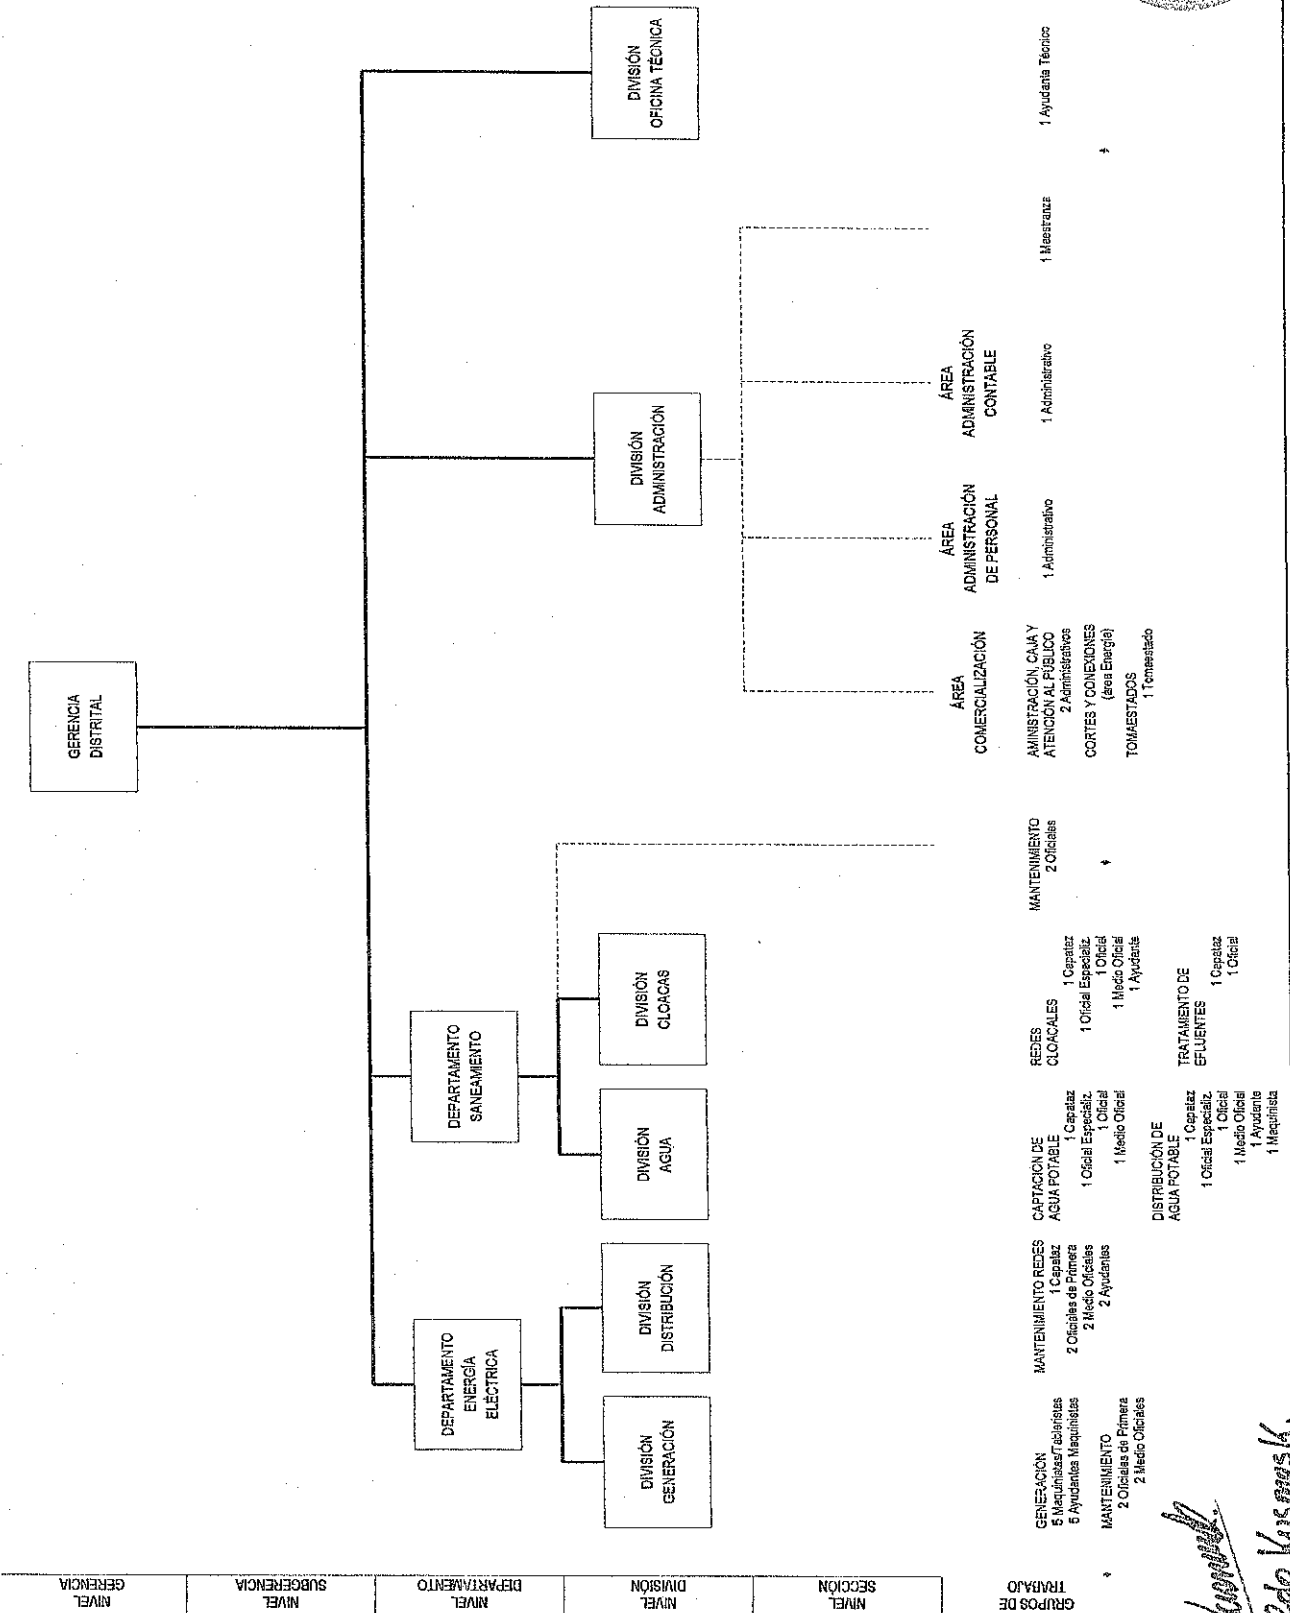 NIVEL
GERENCIA
NIVEL
SUBGERENCIA
NIVEL
DEPARTAMENTO
NIVEL
DIVISIÓN
NIVEL
SECCIÓN
GRUPOS DE
TRABAJO
GERENCIA
DISTRITAL
DEPARTAMENTO
ENERGÍA
ELÉCTRICA
DEPARTAMENTO
SANEAMIENTO
DIVISIÓN
GENERACIÓN
DIVISIÓN
DISTRIBUCIÓN
DIVISIÓN
AGUA
DIVISIÓN
CLOACAS
DIVISIÓN
ADMINISTRACIÓN
DIVISIÓN
OFICINA TÉCNICA
ÁREA
COMERCIALIZACIÓN
ÁREA
ADMINISTRACIÓN
DE PERSONAL
ÁREA
ADMINISTRACIÓN
CONTABLE
GENERACIÓN
5 Maquinistas/Tableristas
5 Ayudantes Maquinistas
MANTENIMIENTO
2 Oficiales de Primera
2 Medio Oficiales
MANTENIMIENTO REDES
1 Capataz
2 Oficiales de Primera
2 Medio Oficiales
2 Ayudantes
CAPTACIÓN DE
AGUA POTABLE
1 Capataz
1 Oficial Especializ.
1 Oficial
1 Medio Oficial
DISTRIBUCIÓN DE
AGUA POTABLE
1 Capataz
1 Oficial Especializ.
1 Oficial
1 Medio Oficial
1 Ayudante
1 Maquinista
REDES
CLOACALES
1 Capataz
1 Oficial Especializ.
1 Oficial
1 Medio Oficial
1 Ayudante
TRATAMIENTO DE
EFLUENTES
1 Capataz
1 Oficial
MANTENIMIENTO
2 Oficiales
AMINISTRACIÓN, CAJA Y
ATENCIÓN AL PÚBLICO
2 Administrativos
CORTES Y CONEXIONES
(área Energía)
TOMAESTADOS
1 Tomaestado
1 Administrativo
1 Administrativo
1 Maestranza
1 Ayudante Técnico